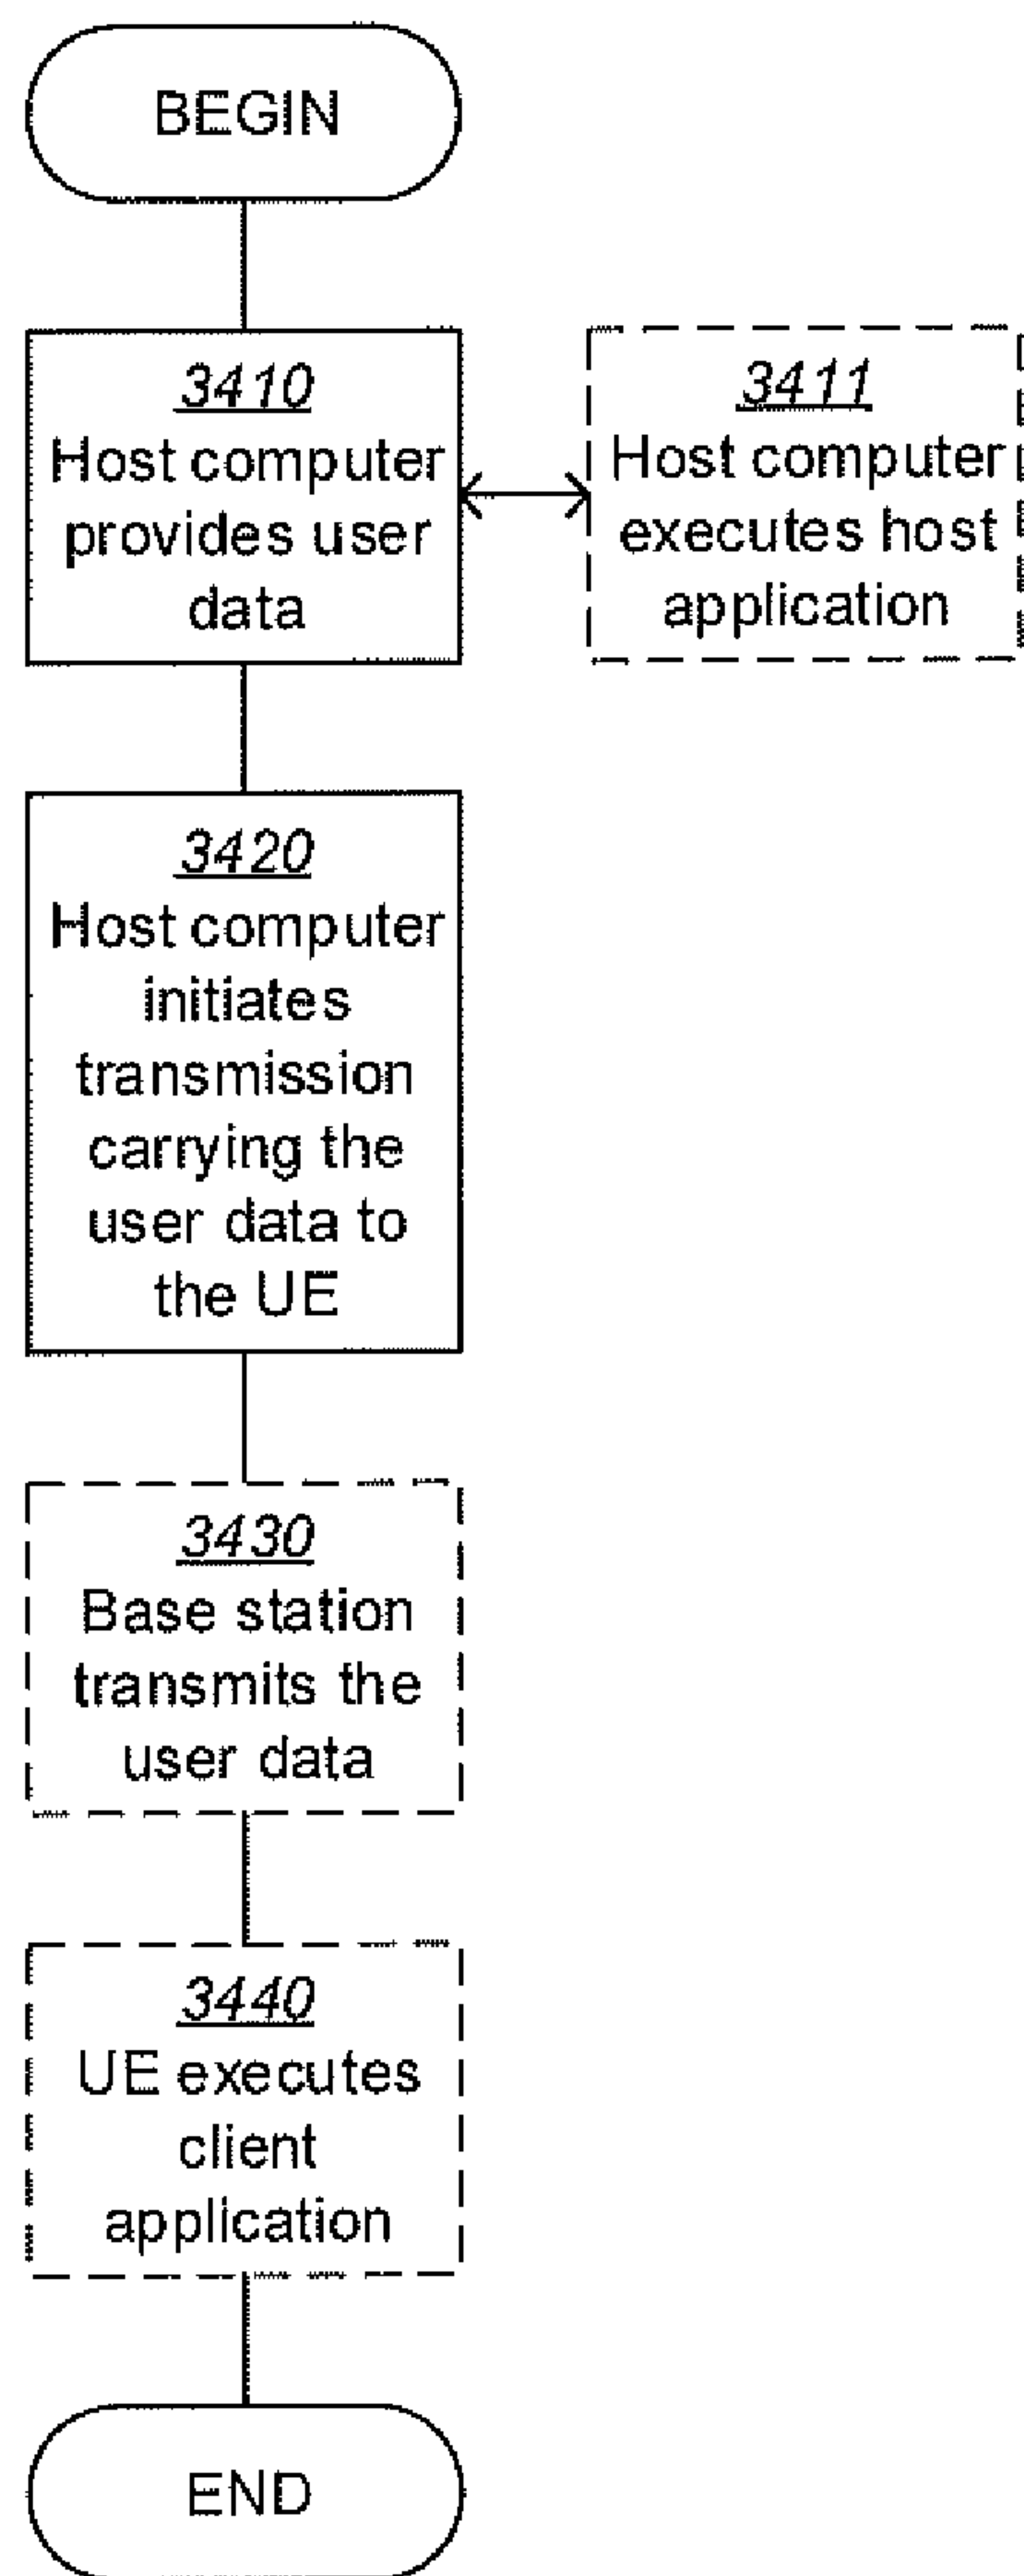 BEGIN
3410
Host computer
provides user
data
3411
Host computer
executes host
application
3420
Host computer
initiates
transmission
carrying the
user data to
the UE
3430
Base station
transmits the
user data
3440
UE executes
client
application
END